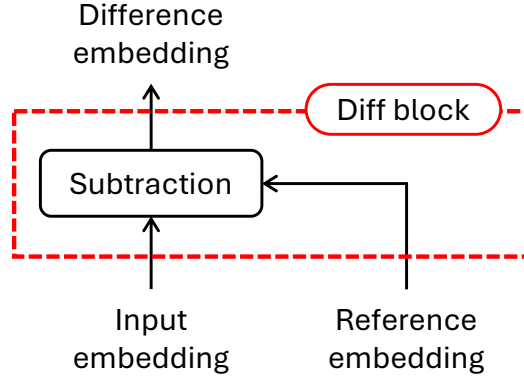 Difference
embedding
Diff block
Subtraction
Input
embedding
Reference
embedding